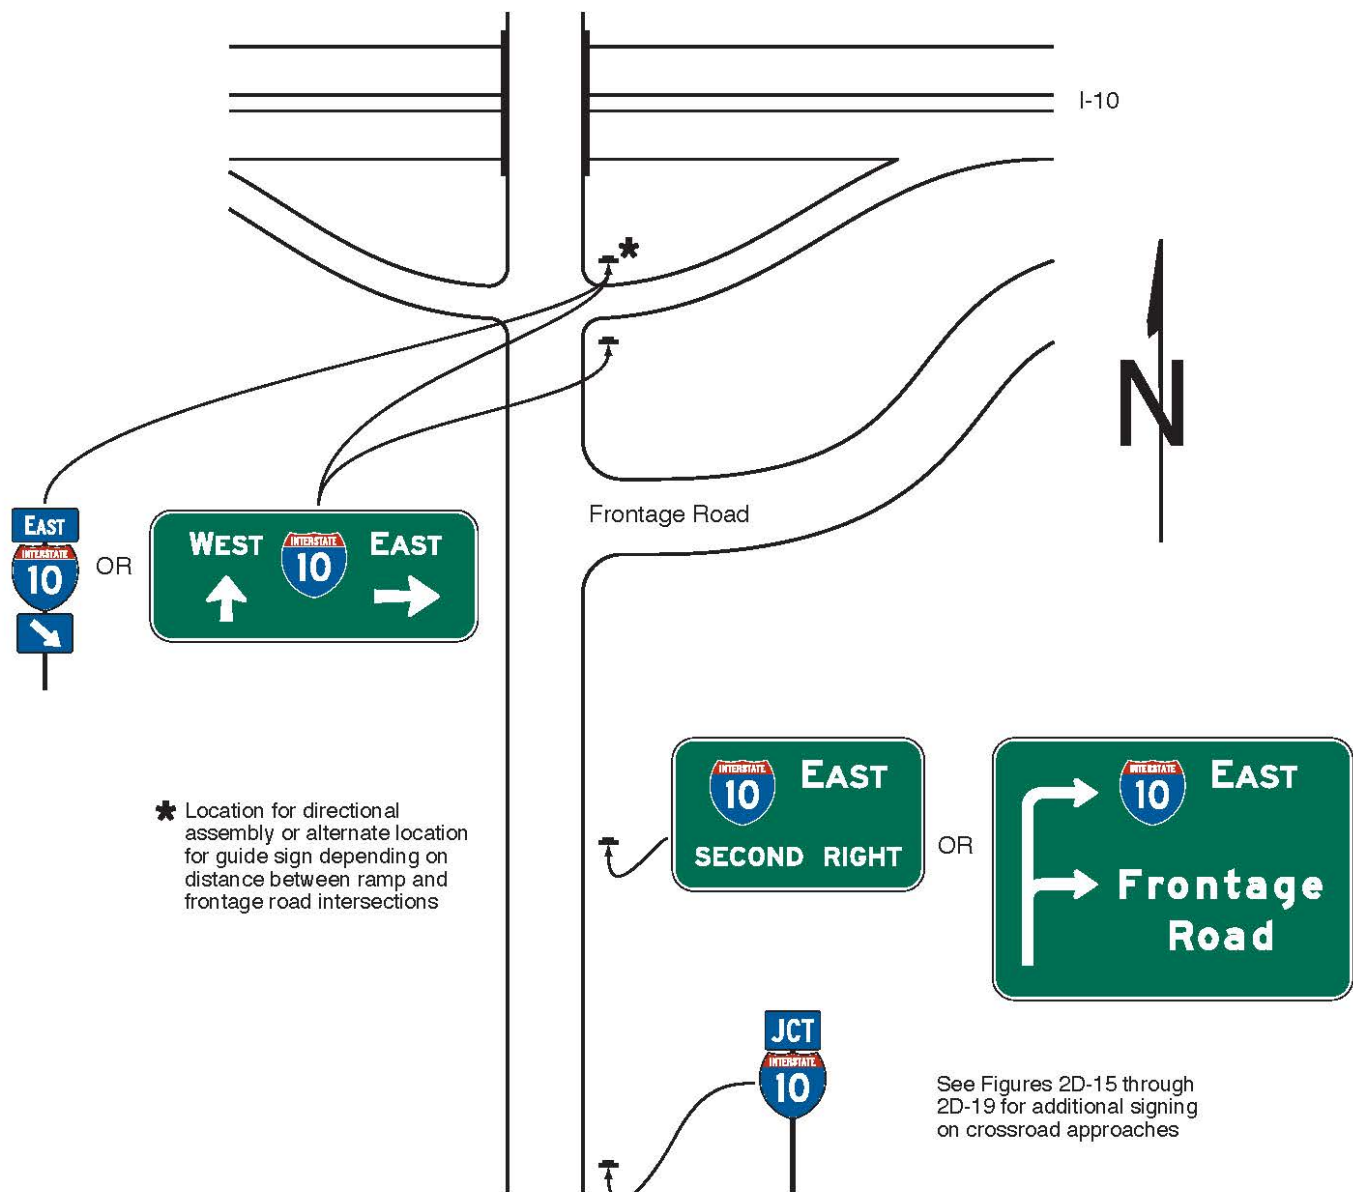 I-10
*
N
Frontage Road
EAST
INTERSTATE
10
OR
WEST INTERSTATE 10 EAST
* Location for directional
assembly or alternate location
for guide sign depending on
distance between ramp and
frontage road intersections
INTERSTATE 10 EAST
SECOND RIGHT
OR
INTERSTATE 10 EAST
Frontage
Road
JCT
INTERSTATE
10
See Figures 2D-15 through
2D-19 for additional signing
on crossroad approaches